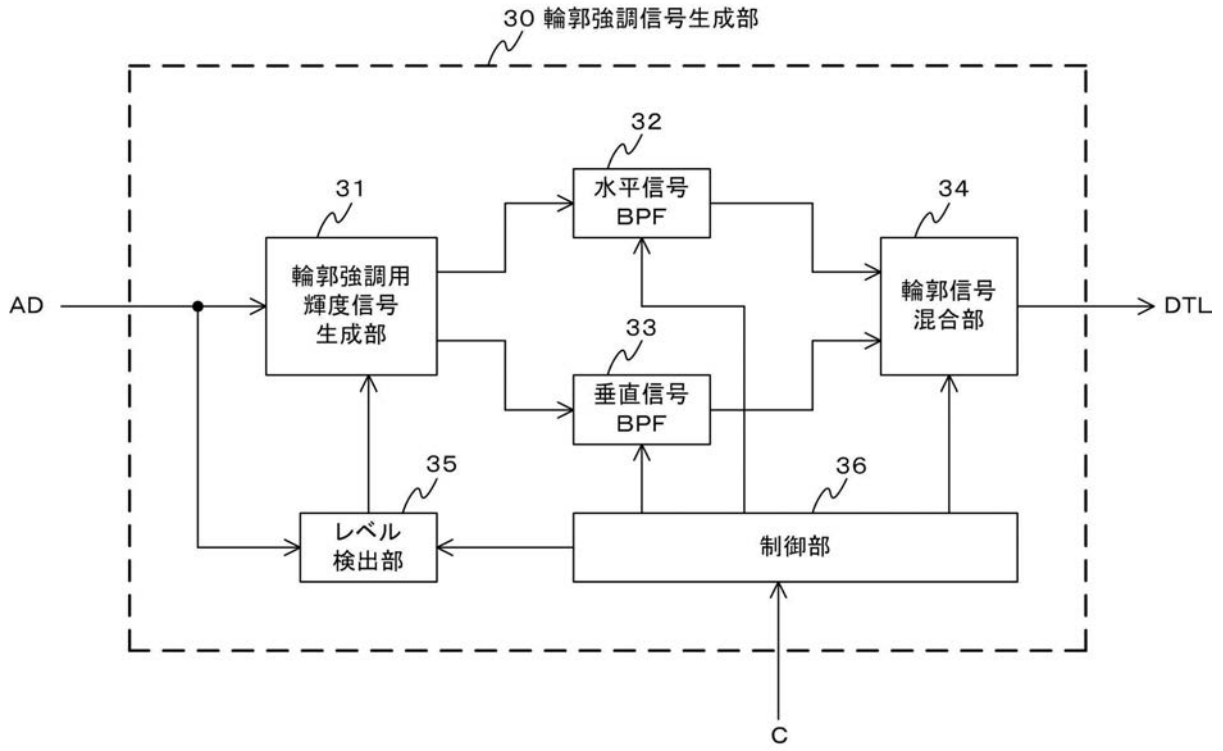 30 輪郭強調信号生成部
32
水平信号
BPF
31
34
輪郭強調用
輝度信号
生成部
輪郭信号
混合部
AD
DTL
33
垂直信号
BPF
35
36
レベル
検出部
制御部
C